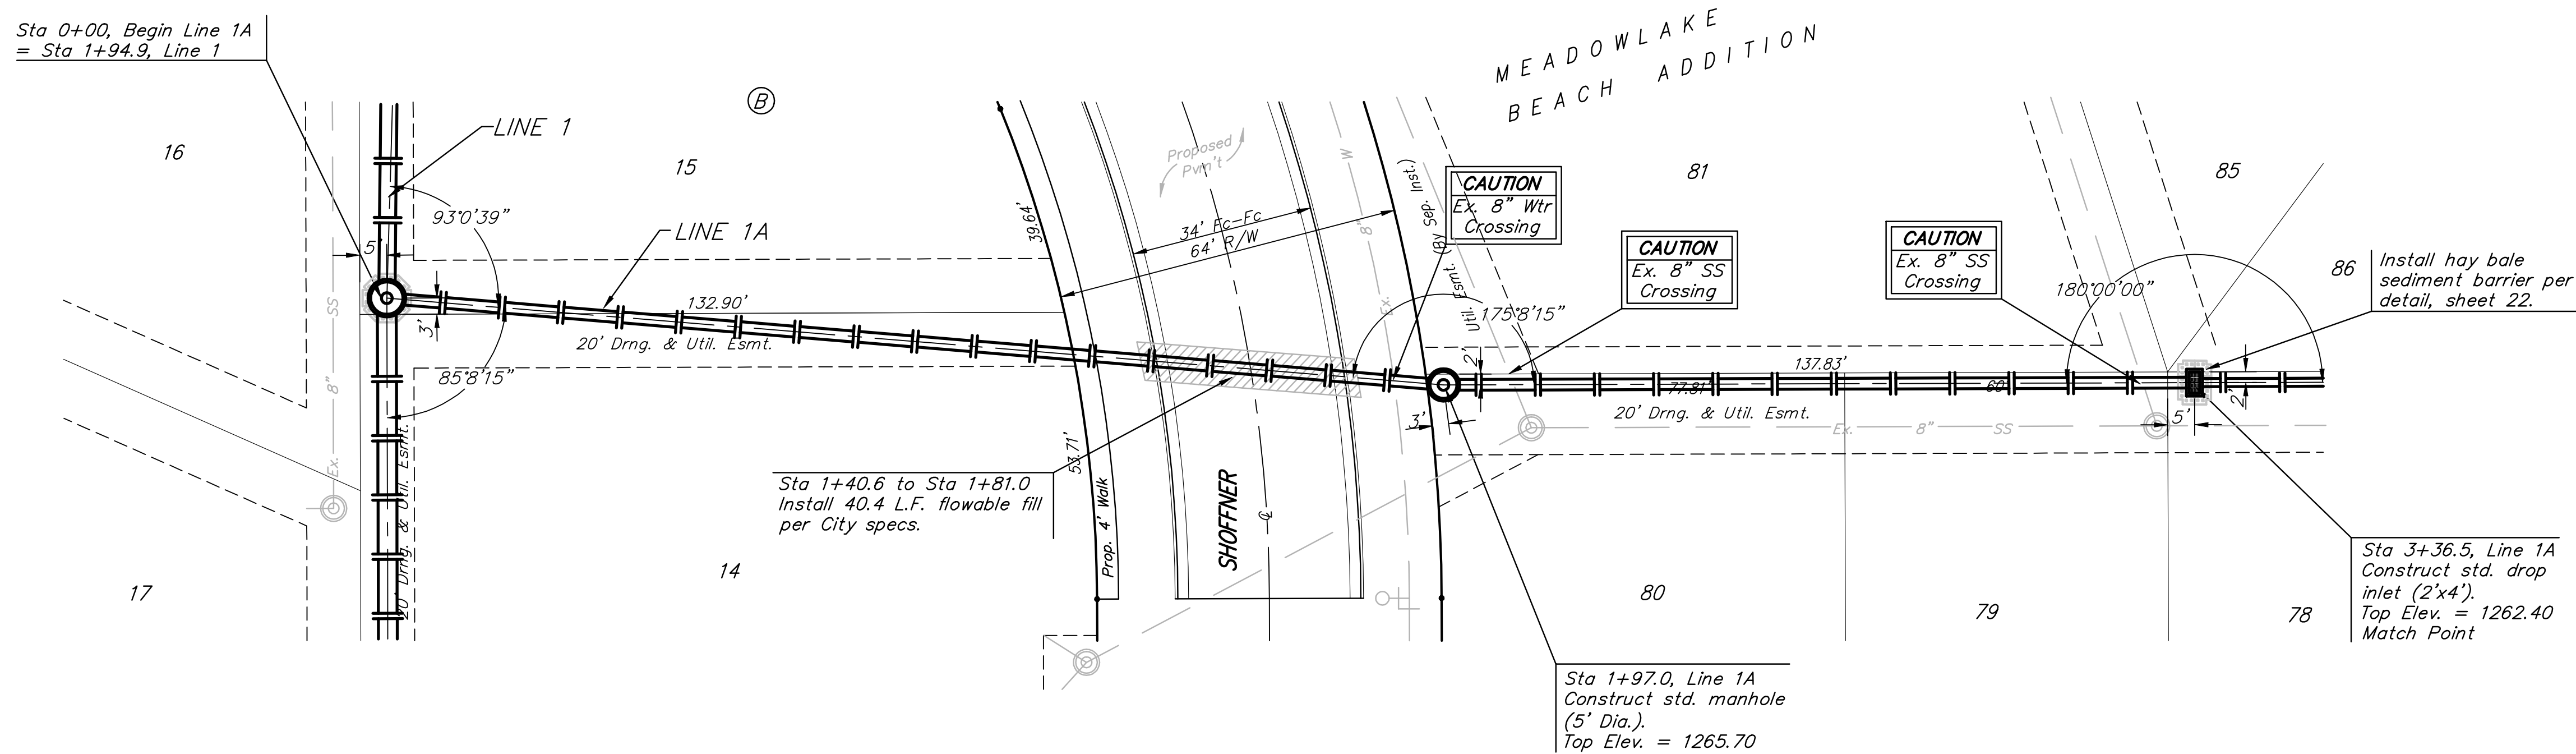 Sta 0+00, Begin Line 1A
= Sta 1+94.9, Line 1
MEADOWLAKE
BEACH ADDITION
B
LINE 1
16
15
81
85
Proposed
Pvm't
W
8"
Ex.
39.64'
34' Fc-Fc
64' R/W
Util. Esmt. (By Sep. Inst.)
CAUTION
Ex. 8" Wtr
Crossing
CAUTION
Ex. 8" SS
Crossing
CAUTION
Ex. 8" SS
Crossing
86
Install hay bale
sediment barrier per
detail, sheet 22.
93°0'39"
LINE 1A
5'
132.90'
3'
20' Drng. & Util. Esmt.
85°8'15"
175°8'15"
180°00'00"
2'
137.83'
77.81'
60'
2'
20' Drng. & Util. Esmt.
3'
5'
Ex. 8" SS
Ex. 8" SS
20' Drng. & Util. Esmt.
53.71'
Prop. 4' Walk
SHOFFNER
℄
Sta 1+40.6 to Sta 1+81.0
Install 40.4 L.F. flowable fill
per City specs.
17
14
80
79
78
Sta 3+36.5, Line 1A
Construct std. drop
inlet (2'x4').
Top Elev. = 1262.40
Match Point
Sta 1+97.0, Line 1A
Construct std. manhole
(5' Dia.).
Top Elev. = 1265.70